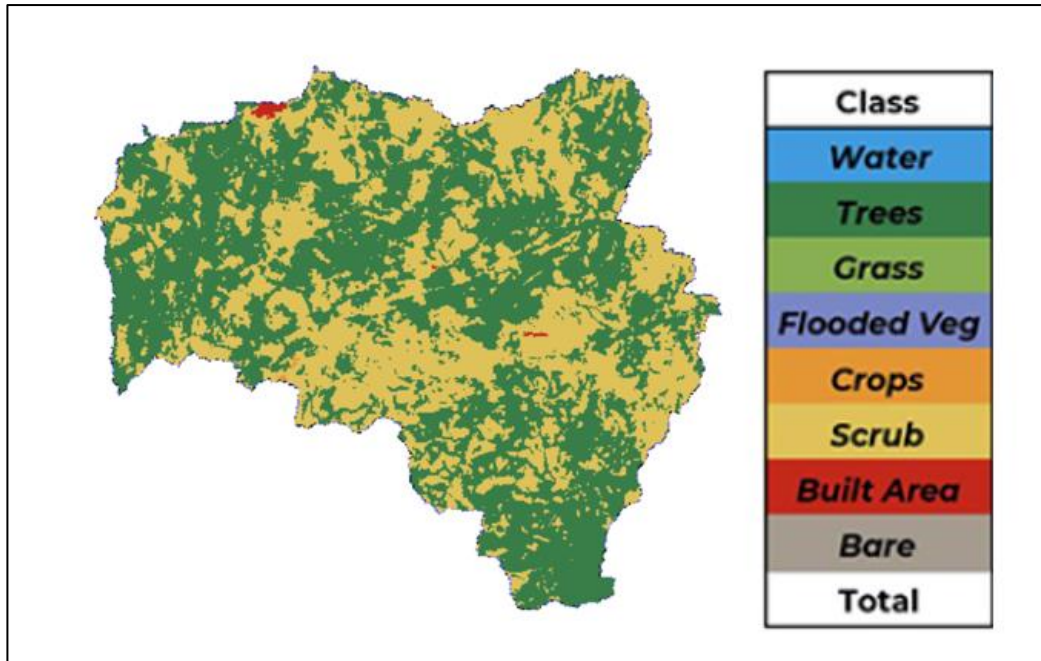 Class
Water
Trees
Grass
Flooded Veg
Crops
Scrub
Built Area
Bare
Total